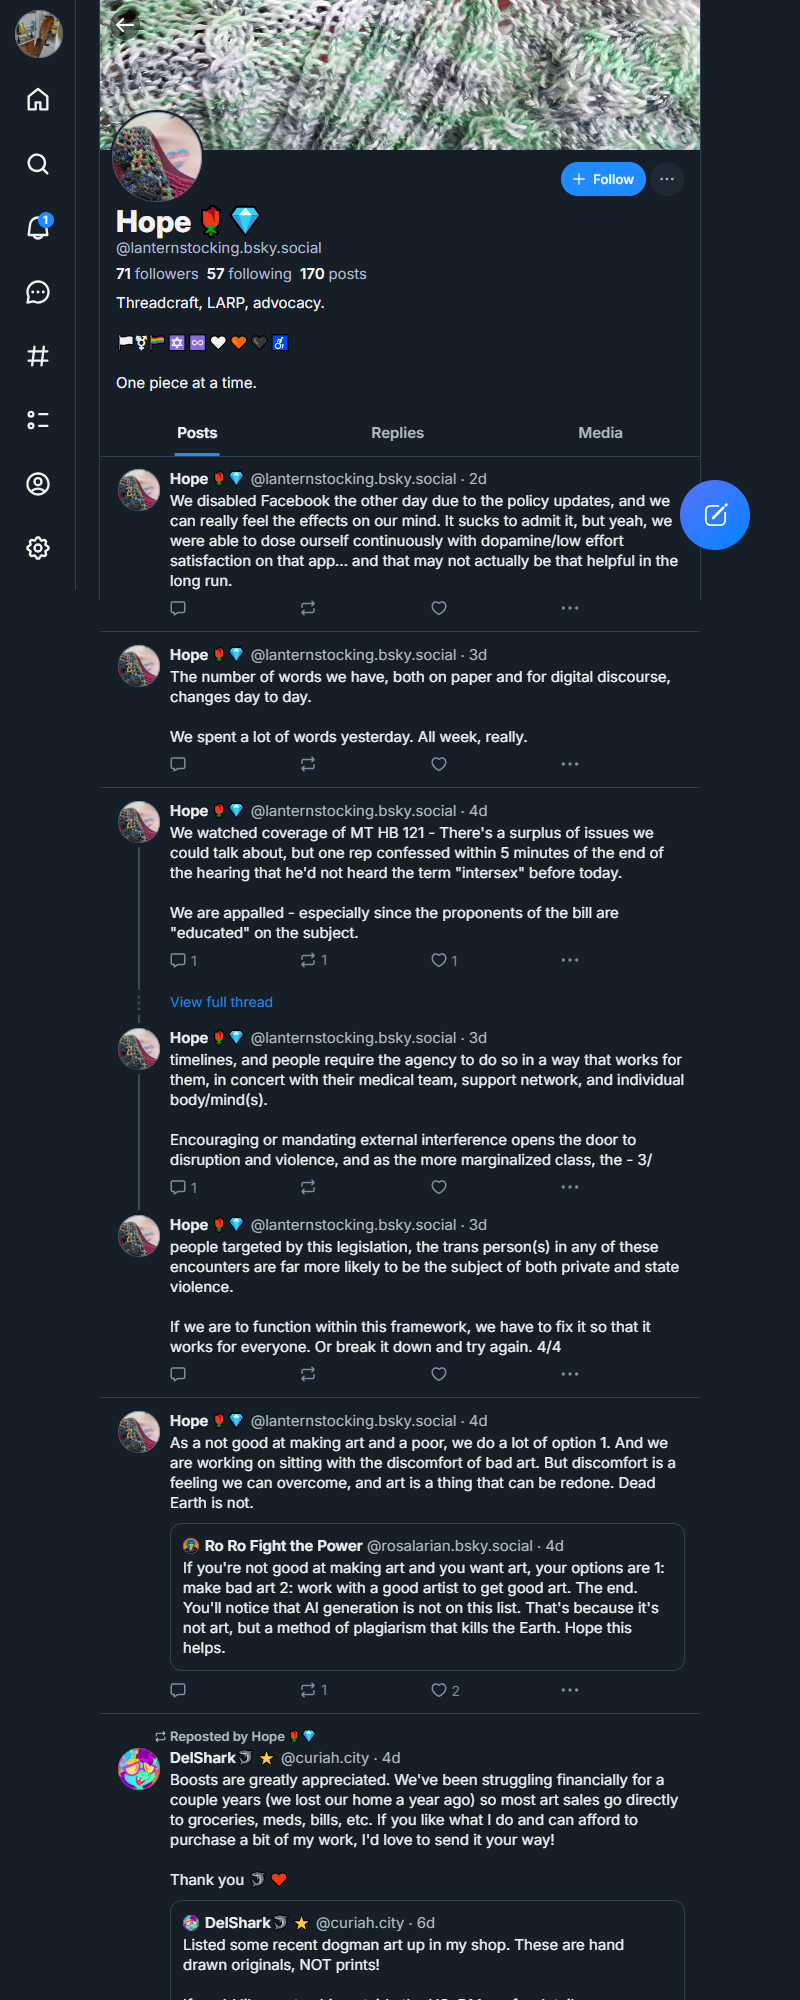 1
Follow
Hope
@lanternstocking.bsky.social
71 followers 57 following 170 posts
Threadcraft, LARP, advocacy.
One piece at a time.
Posts Replies Media
Hope @lanternstocking.bsky.social · 2d
We disabled Facebook the other day due to the policy updates, and we
can really feel the effects on our mind. It sucks to admit it, but yeah, we
were able to dose ourself continuously with dopamine/low effort
satisfaction on that app... and that may not actually be that helpful in the
long run.
Hope @lanternstocking.bsky.social · 3d
The number of words we have, both on paper and for digital discourse,
changes day to day.
We spent a lot of words yesterday. All week, really.
Hope @lanternstocking.bsky.social · 4d
We watched coverage of MT HB 121 - There's a surplus of issues we
could talk about, but one rep confessed within 5 minutes of the end of
the hearing that he'd not heard the term "intersex" before today.
We are appalled - especially since the proponents of the bill are
"educated" on the subject.
1 1 1
View full thread
Hope @lanternstocking.bsky.social · 3d
timelines, and people require the agency to do so in a way that works for
them, in concert with their medical team, support network, and individual
body/mind(s).
Encouraging or mandating external interference opens the door to
disruption and violence, and as the more marginalized class, the - 3/
1
Hope @lanternstocking.bsky.social · 3d
people targeted by this legislation, the trans person(s) in any of these
encounters are far more likely to be the subject of both private and state
violence.
If we are to function within this framework, we have to fix it so that it
works for everyone. Or break it down and try again. 4/4
Hope @lanternstocking.bsky.social · 4d
As a not good at making art and a poor, we do a lot of option 1. And we
are working on sitting with the discomfort of bad art. But discomfort is a
feeling we can overcome, and art is a thing that can be redone. Dead
Earth is not.
Ro Ro Fight the Power @rosalarian.bsky.social · 4d
If you're not good at making art and you want art, your options are 1:
make bad art 2: work with a good artist to get good art. The end.
You'll notice that AI generation is not on this list. That's because it's
not art, but a method of plagiarism that kills the Earth. Hope this
helps.
1 2
Reposted by Hope
DelShark @curiah.city · 4d
Boosts are greatly appreciated. We've been struggling financially for a
couple years (we lost our home a year ago) so most art sales go directly
to groceries, meds, bills, etc. If you like what I do and can afford to
purchase a bit of my work, I'd love to send it your way!
Thank you
DelShark @curiah.city · 6d
Listed some recent dogman art up in my shop. These are hand
drawn originals, NOT prints!